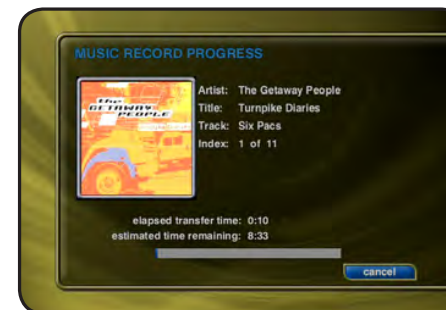 MUSIC RECORD PROGRESS
the
GETAWAY
PEOPLE
Artist: The Getaway People
Title: Turnpike Diaries
Track: Six Pacs
Index: 1 of 11
elapsed transfer time: 0:10
estimated time remaining: 8:33
cancel